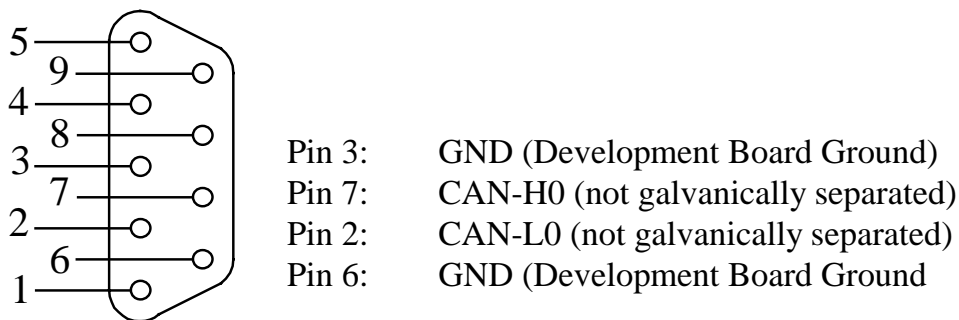 5
9
4
8
3
7
2
6
1
Pin 3: GND (Development Board Ground)
Pin 7: CAN-H0 (not galvanically separated)
Pin 2: CAN-L0 (not galvanically separated)
Pin 6: GND (Development Board Ground